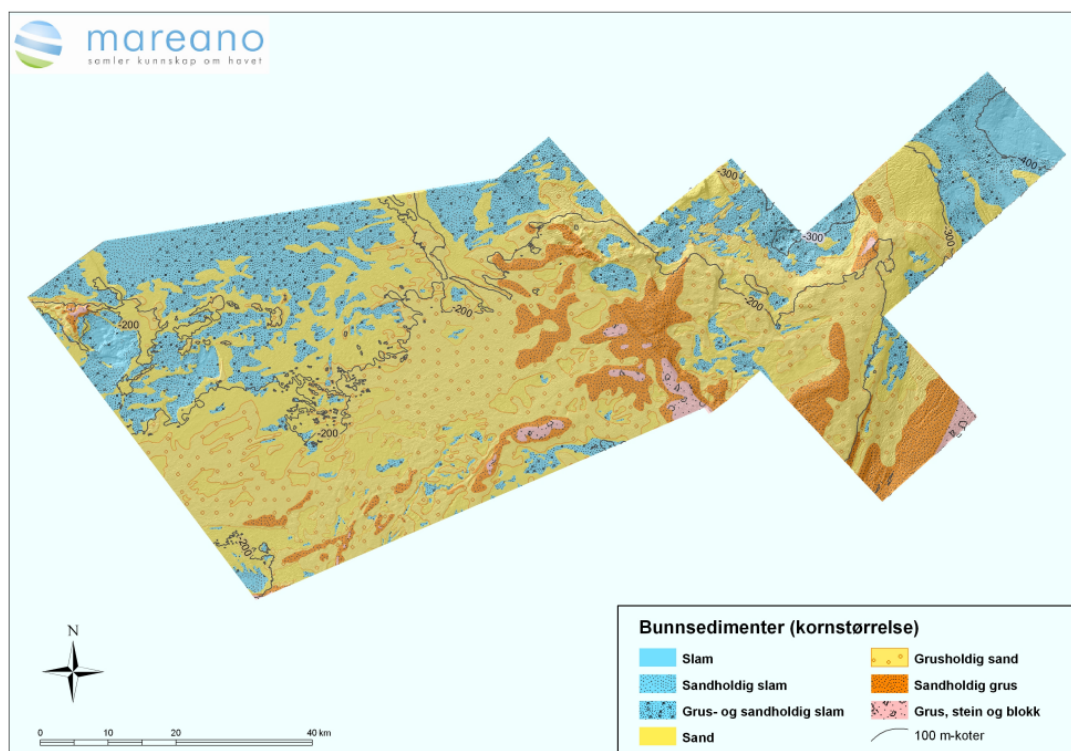 mareano
samler kunnskap om havet
-400
-300
-300
-300
-200
-200
-200
-200
-200
N
0 10 20 40 km
Bunnsedimenter (kornstørrelse)
Slam
Sandholdig slam
Grus- og sandholdig slam
Sand
Grusholdig sand
Sandholdig grus
Grus, stein og blokk
100 m-koter